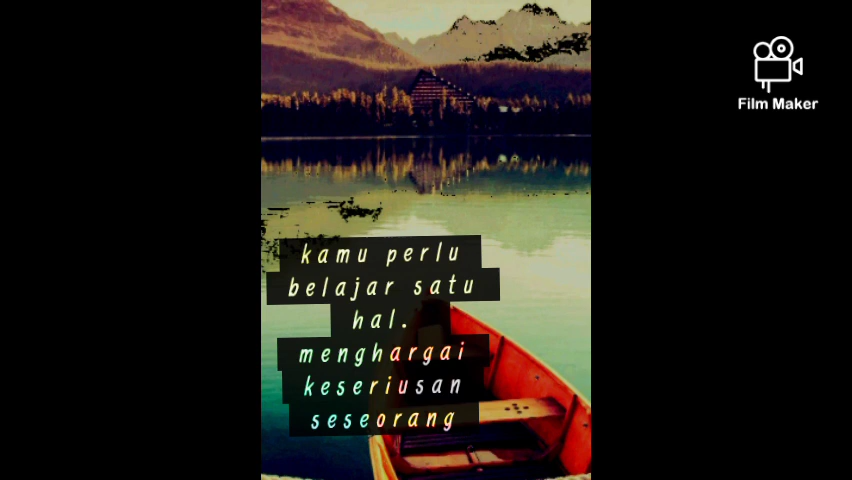 Film Maker
kamu perlu
belajar satu
hal.
menghargai
keseriusan
seseorang